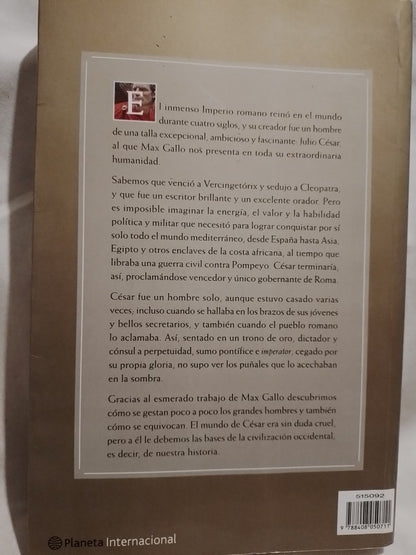 El inmenso Imperio romano reinó en el mundo
durante cuatro siglos, y su creador fue un hombre
de una talla excepcional, ambicioso y fascinante. Julio César,
al que Max Gallo nos presenta en toda su extraordinaria
humanidad.
Sabemos que venció a Vercingetórix y sedujo a Cleopatra,
y que fue un escritor brillante y un excelente orador. Pero
es imposible imaginar la energía, el valor y la habilidad
política y militar que necesitó para lograr conquistar por sí
solo todo el mundo mediterráneo, desde España hasta Asia,
Egipto y otros enclaves de la costa africana, al tiempo que
libraba una guerra civil contra Pompeyo. César terminaría,
así, proclamándose vencedor y único gobernante de Roma.
César fue un hombre solo, aunque estuvo casado varias
veces, incluso cuando se hallaba en los brazos de sus jóvenes
y bellos secretarios, y también cuando el pueblo romano
lo aclamaba. Así, sentado en un trono de oro, dictador y
cónsul a perpetuidad, sumo pontífice e imperator, cegado por
su propia gloria, no supo ver los puñales que lo acechaban
en la sombra.
Gracias al esmerado trabajo de Max Gallo descubrimos
cómo se gestan poco a poco los grandes hombres y también
cómo se equivocan. El mundo de César era sin duda cruel,
pero a él le debemos las bases de la civilización occidental,
es decir, de nuestra historia.
515092
9 788408 050711
Planeta Internacional